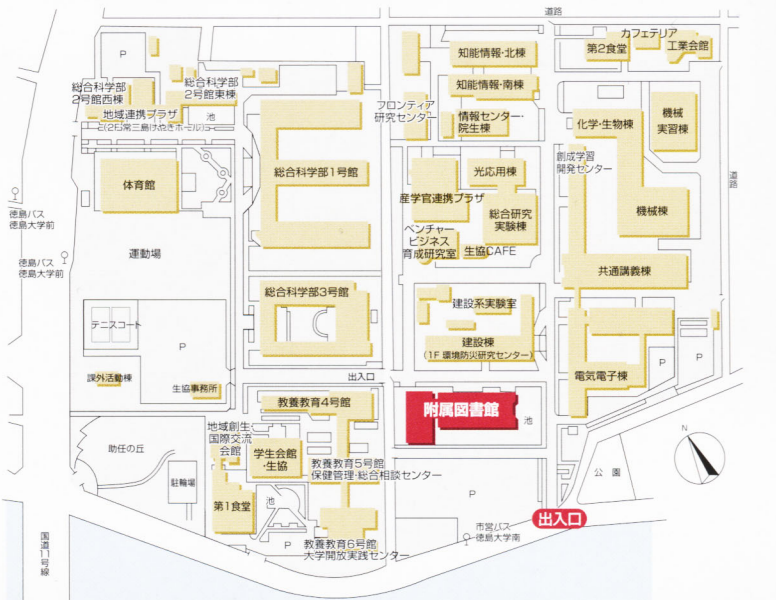 道路
カフェテリア
第2食堂
工業会館
知能情報・北棟
P
総合科学部
2号館西棟
総合科学部
2号館東棟
知能情報・南棟
地域連携プラザ
池
フロンティア
研究センター
情報センター・
院生棟
化学・生物棟
機械
実習棟
創成学習
開発センター
道路
体育館
総合科学部1号館
光応用棟
産学官連携プラザ
総合研究
実験棟
機械棟
徳島バス
徳島大学前
ベンチャー
ビジネス
育成研究室
生協CAFE
運動場
徳島バス
徳島大学前
共通講義棟
総合科学部3号館
建設系実験室
テニスコート
P
建設棟
(1F 環境防災研究センター)
P
P
課外活動棟
生協事務所
出入口
電気電子棟
教養教育4号館
附属図書館
池
地域創生・
国際交流
会館
助任の丘
学生会館
・生協
教養教育5号館
保健管理・総合相談センター
N
駐輪場
公園
第1食堂
池
P
出入口
市営バス
徳島大学南
国道11号線
P
教養教育6号館
大学開放実践センター